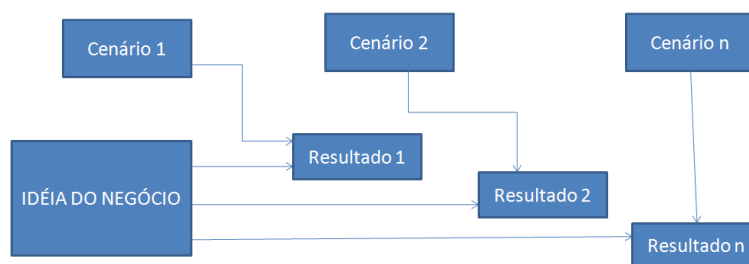 Cenário 1
Cenário 2
Cenário n
Resultado 1
IDÉIA DO NEGÓCIO
Resultado 2
Resultado n